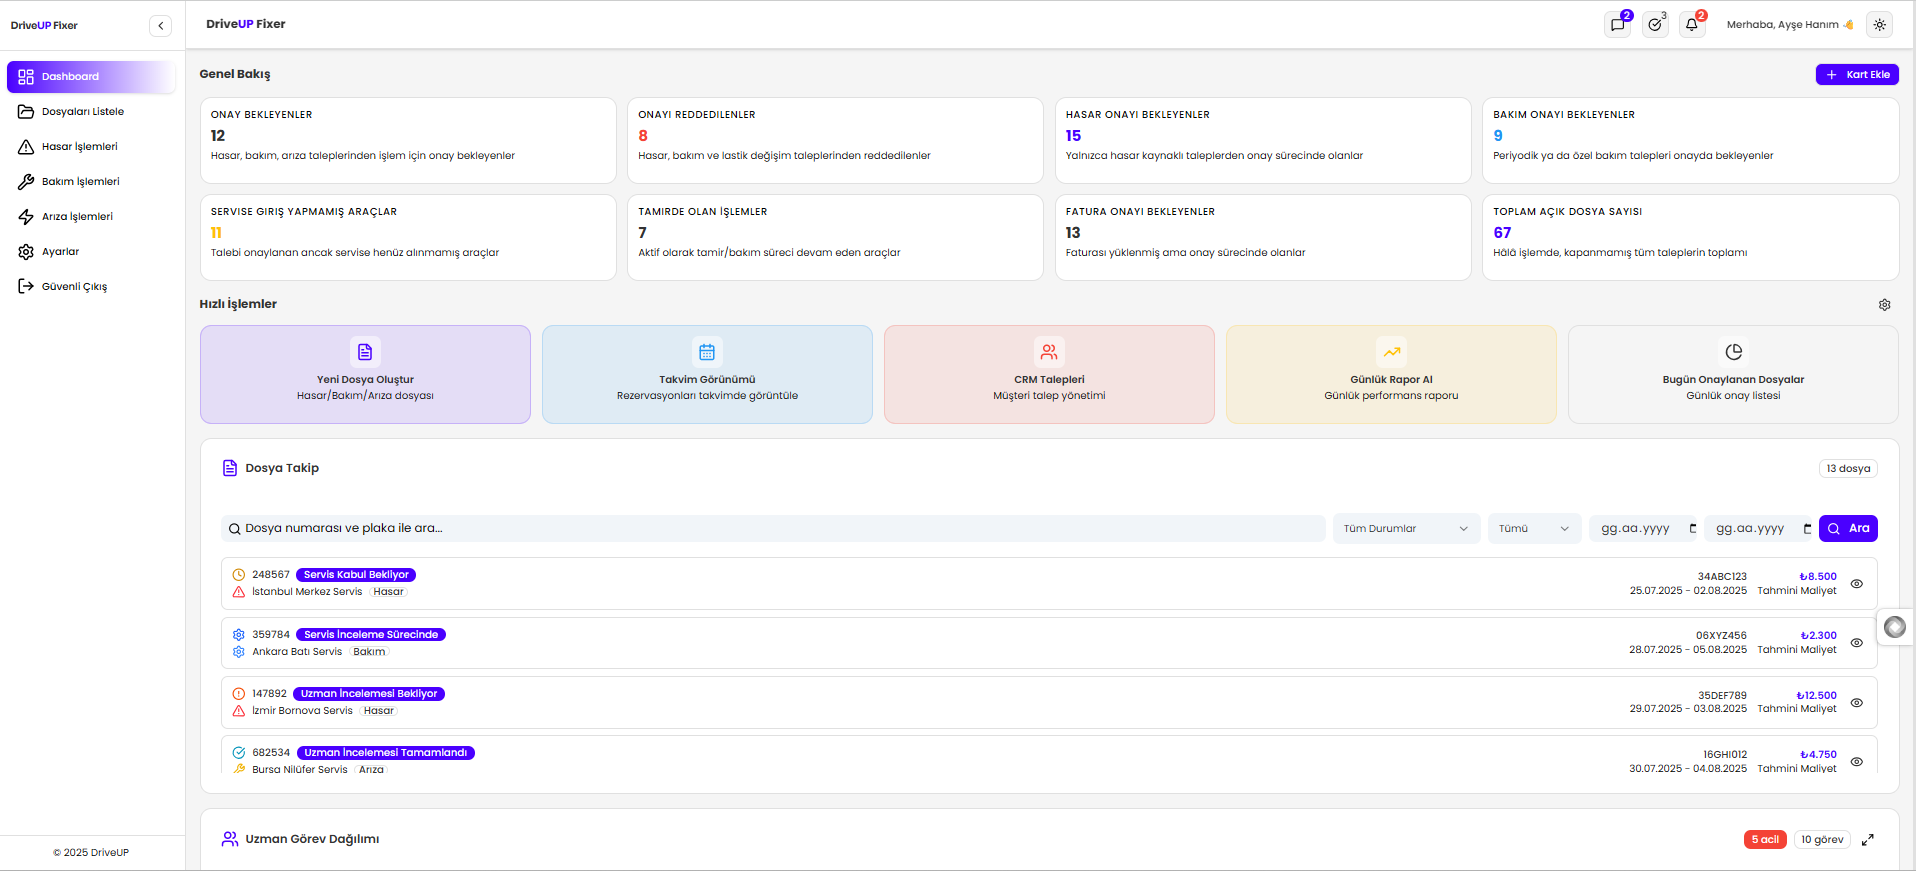 DriveUP Fixer
Dashboard
Dosyaları Listele
Hasar İşlemleri
Bakım İşlemleri
Arıza İşlemleri
Ayarlar
Güvenli Çıkış
© 2025 DriveUP
DriveUP Fixer
2
3
2
Merhaba, Ayşe Hanım 👋
Genel Bakış
Kart Ekle
ONAY BEKLEYENLER
12
Hasar, bakım, arıza taleplerinden işlem için onay bekleyenler
ONAYI REDDEDILENLER
8
Hasar, bakım ve lastik değişim taleplerinden reddedilenler
HASAR ONAYI BEKLEYENLER
15
Yalnızca hasar kaynaklı taleplerden onay sürecinde olanlar
BAKIM ONAYI BEKLEYENLER
9
Periyodik ya da özel bakım talepleri onayda bekleyenler
SERVISE GIRIŞ YAPMAMIŞ ARAÇLAR
11
Talebi onaylanan ancak servise henüz alınmamış araçlar
TAMIRDE OLAN İŞLEMLER
7
Aktif olarak tamir/bakım süreci devam eden araçlar
FATURA ONAYI BEKLEYENLER
13
Faturası yüklenmiş ama onay sürecinde olanlar
TOPLAM AÇIK DOSYA SAYISI
67
Hâlâ işlemde, kapanmamış tüm taleplerin toplamı
Hızlı İşlemler
Yeni Dosya Oluştur
Hasar/Bakım/Arıza dosyası
Takvim Görünümü
Rezervasyonları takvimde görüntüle
CRM Talepleri
Müşteri talep yönetimi
Günlük Rapor Al
Günlük performans raporu
Bugün Onaylanan Dosyalar
Günlük onay listesi
Dosya Takip
13 dosya
Dosya numarası ve plaka ile ara...
Tüm Durumlar
Tümü
gg.aa.yyyy
gg.aa.yyyy
Ara
248567 Servis Kabul Bekliyor
İstanbul Merkez Servis Hasar
34ABC123
25.07.2025 - 02.08.2025
₺8.500
Tahmini Maliyet
359784 Servis İnceleme Sürecinde
Ankara Batı Servis Bakım
06XYZ456
28.07.2025 - 05.08.2025
₺2.300
Tahmini Maliyet
147892 Uzman İncelemesi Bekliyor
İzmir Bornova Servis Hasar
35DEF789
29.07.2025 - 03.08.2025
₺12.500
Tahmini Maliyet
682534 Uzman İncelemesi Tamamlandı
Bursa Nilüfer Servis Arıza
16GHI012
30.07.2025 - 04.08.2025
₺4.750
Tahmini Maliyet
Uzman Görev Dağılımı
5 acil
10 görev